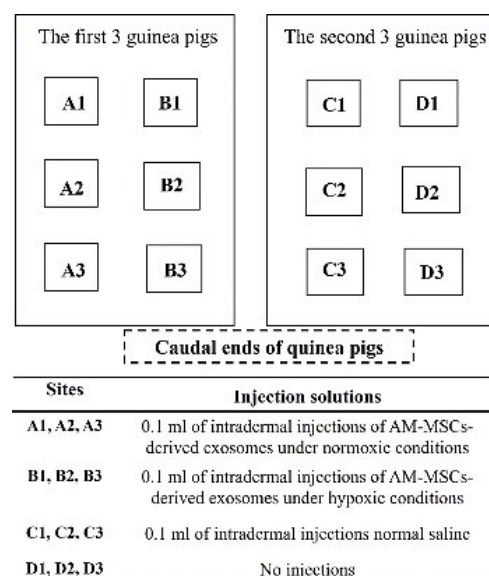 The first 3 guinea pigs
The second 3 guinea pigs
A1 B1 C1 D1
A2 B2 C2 D2
A3 B3 C3 D3
Caudal ends of quinea pigs
Sites Injection solutions
A1, A2, A3 0.1 ml of intradermal injections of AM-MSCs-
derived exosomes under normoxic conditions
B1, B2, B3 0.1 ml of intradermal injections of AM-MSCs-
derived exosomes under hypoxic conditions
C1, C2, C3 0.1 ml of intradermal injections normal saline
D1, D2, D3 No injections